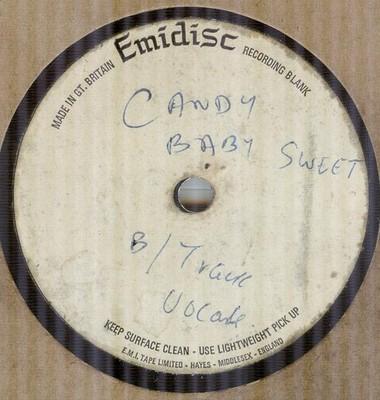 Emidisc
MADE IN GT. BRITAIN
RECORDING BLANK
CANDY
BABY SWEET
B/Track
Vocals
KEEP SURFACE CLEAN - USE LIGHTWEIGHT PICK UP
E.M.I. TAPE LIMITED - HAYES - MIDDLESEX - ENGLAND